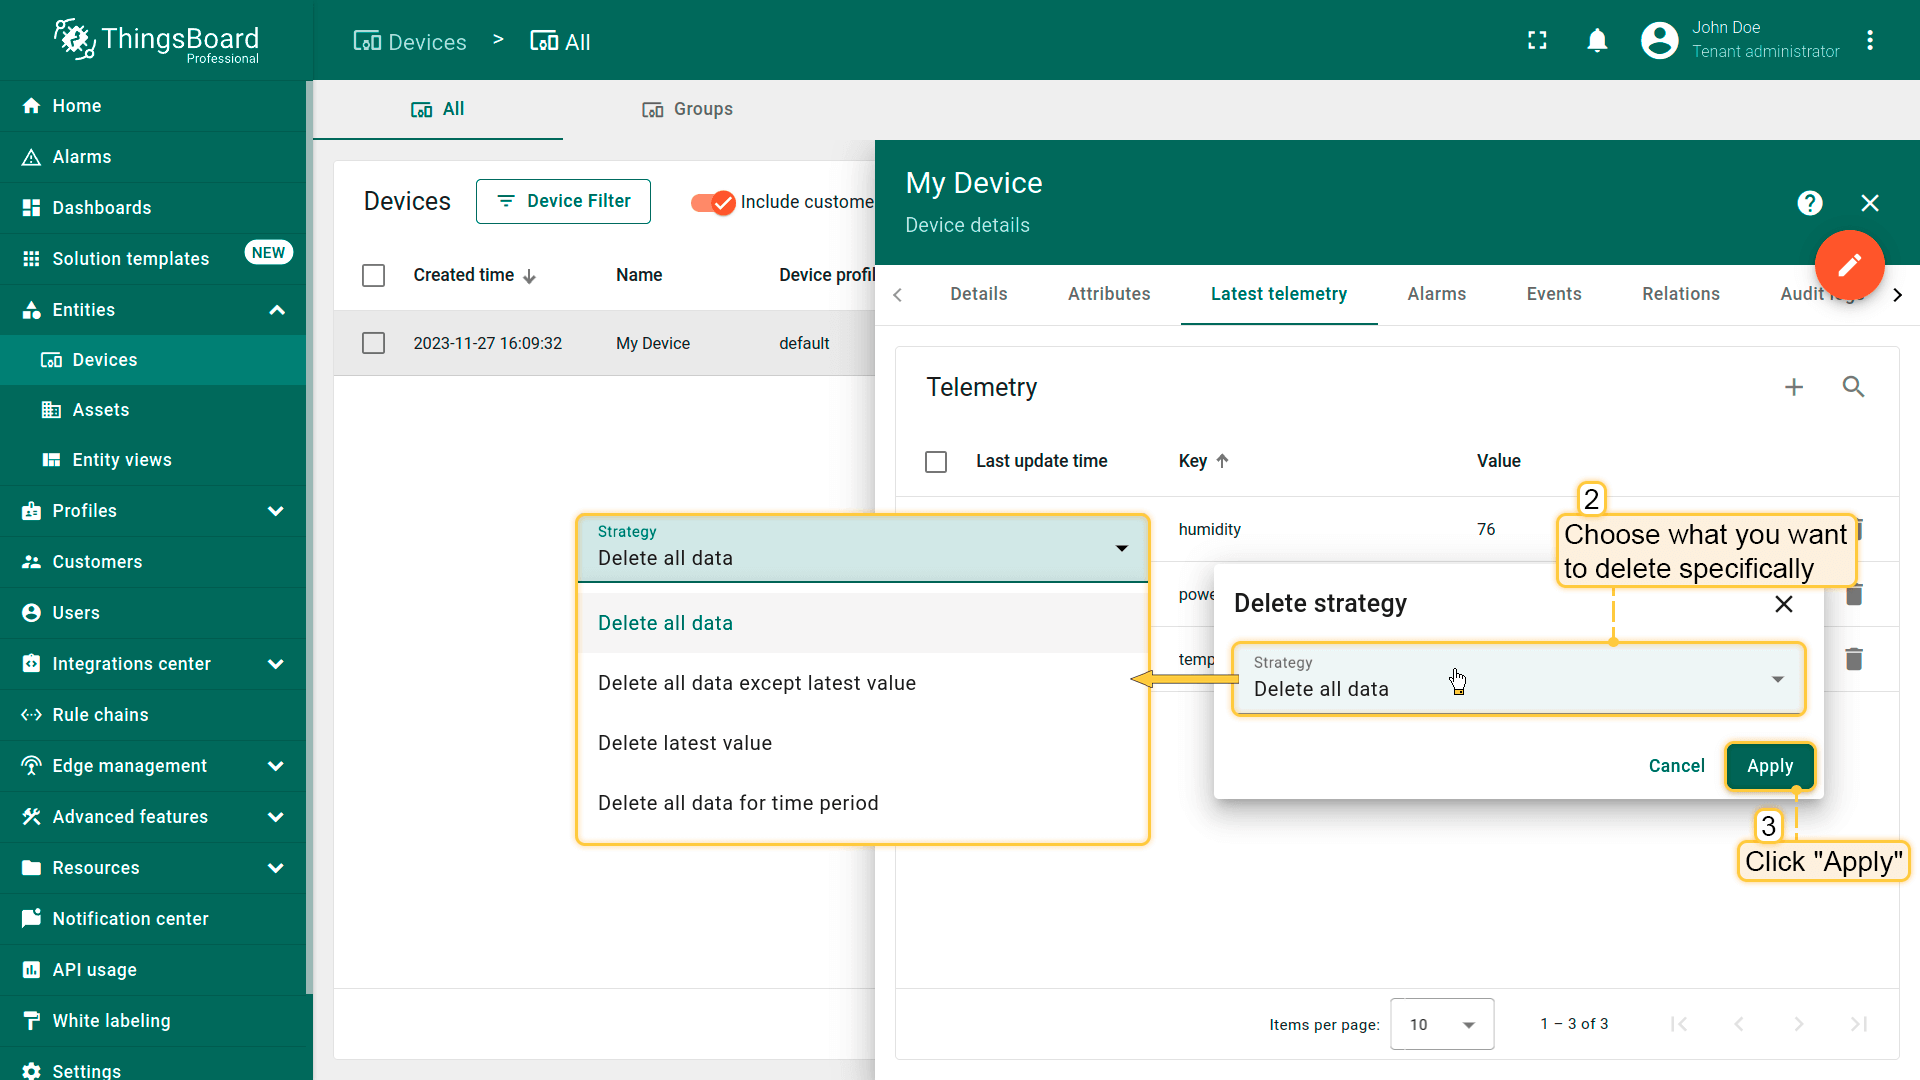 ThingsBoard
Professional
Devices > All
John Doe
Tenant administrator
Home
Alarms
Dashboards
Solution templates
NEW
Entities
Devices
Assets
Entity views
Profiles
Customers
Users
Integrations center
Rule chains
Edge management
Advanced features
Resources
Notification center
API usage
White labeling
Settings
All
Groups
Devices
Device Filter
Include custome
Created time
Name
Device profil
2023-11-27 16:09:32
My Device
default
My Device
Device details
Details
Attributes
Latest telemetry
Alarms
Events
Relations
Audit logs
Telemetry
Last update time
Key
Value
humidity
76
powe
temp
Strategy
Delete all data
Delete all data
Delete all data except latest value
Delete latest value
Delete all data for time period
2
Choose what you want
to delete specifically
Delete strategy
Strategy
Delete all data
Cancel
Apply
3
Click "Apply"
Items per page:
10
1 – 3 of 3